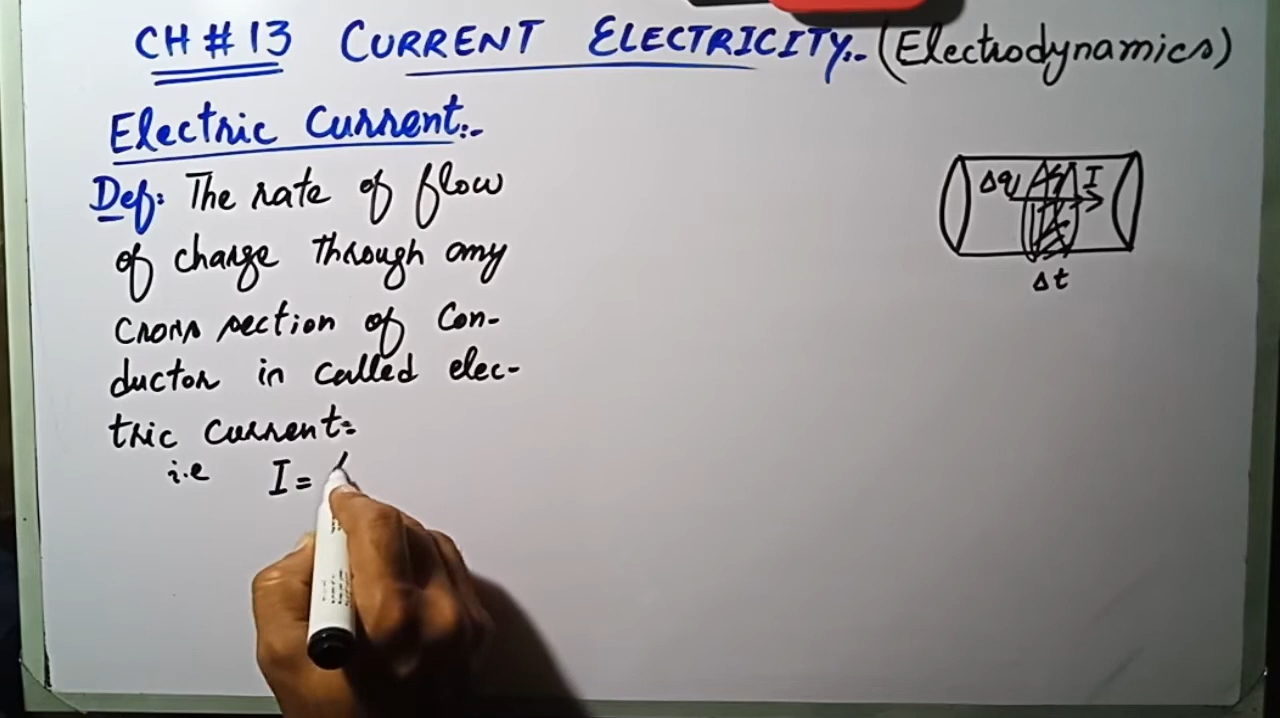 CH # 13 CURRENT ELECTRICITY:- (Electrodynamics)
Electric Current:-
Def: The rate of flow
of charge through any
cross section of Con-
ductor is called elec-
tric current:
i.e I =
Δq I
Δt